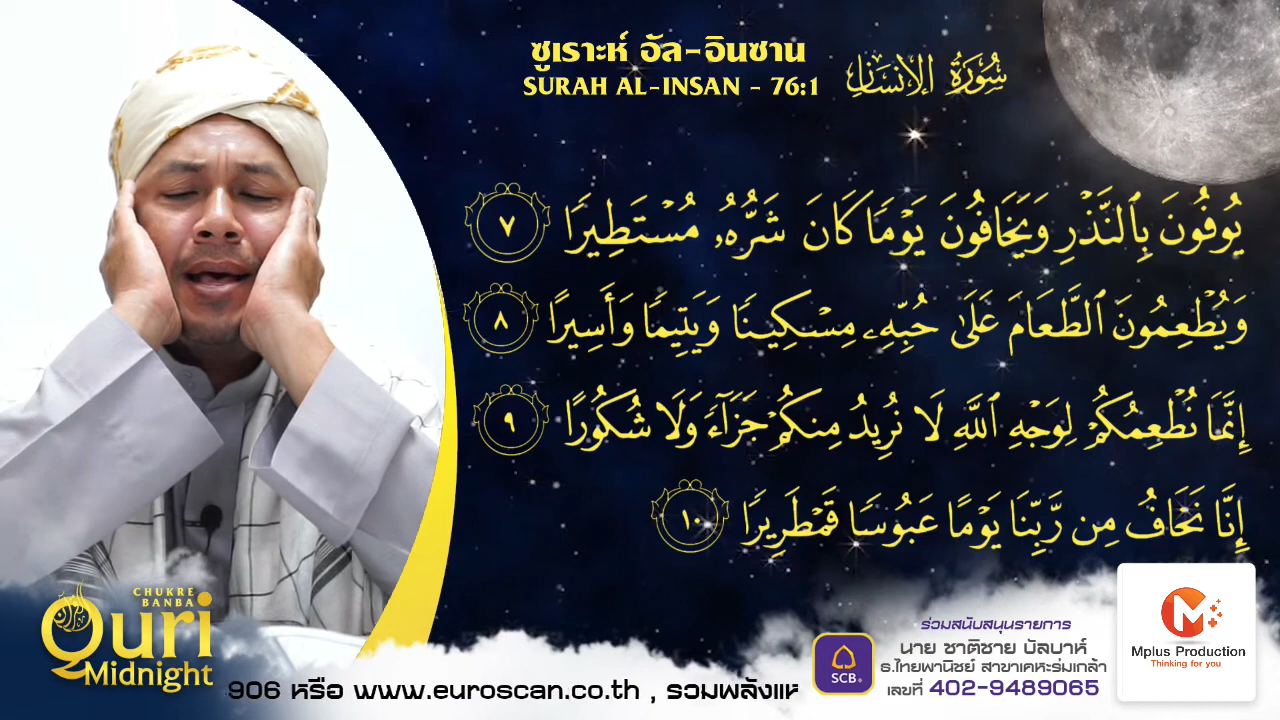 ซูเราะห์ อัล-อินซาน
SURAH AL-INSAN - 76:1
سُورَةُ الإِنسَانِ
يُوفُونَ بِٱلنَّذْرِ وَيَخَافُونَ يَوْمًا كَانَ شَرُّهُۥ مُسْتَطِيرًا ٧
وَيُطْعِمُونَ ٱلطَّعَامَ عَلَىٰ حُبِّهِۦ مِسْكِينًا وَيَتِيمًا وَأَسِيرًا ٨
إِنَّمَا نُطْعِمُكُمْ لِوَجْهِ ٱللَّهِ لَا نُرِيدُ مِنكُمْ جَزَآءً وَلَا شُكُورًا ٩
إِنَّا نَخَافُ مِن رَّبِّنَا يَوْمًا عَبُوسًا قَمْطَرِيرًا ١٠
CHUKRE
BANBA
Quri
Midnight
ร่วมสนับสนุนรายการ
นาย ชาติชาย บัลบาห์
ธ.ไทยพานิชย์ สาขาเคหะร่มเกล้า
เลขที่ 402-9489065
SCB
Mplus Production
Thinking for you
906 หรือ www.euroscan.co.th , รวมพลังแห